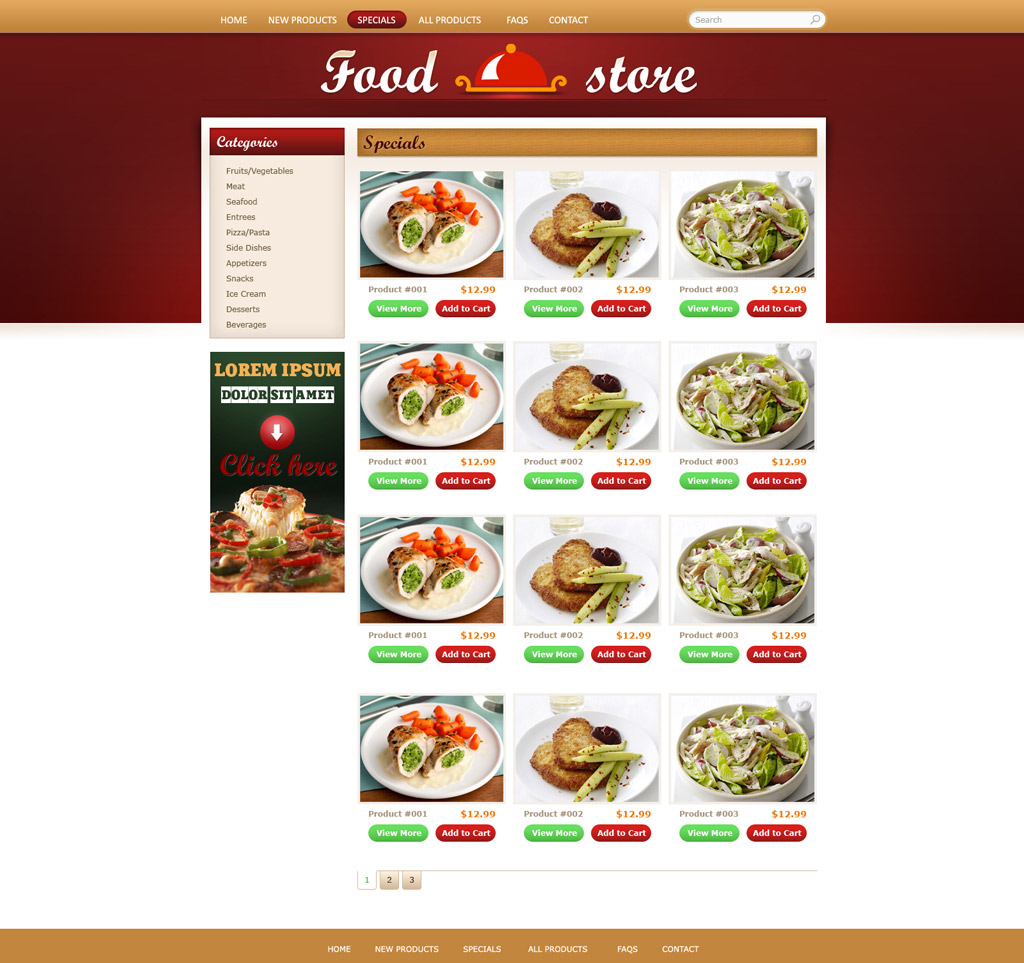 HOME NEW PRODUCTS SPECIALS ALL PRODUCTS FAQS CONTACT Search
Food store
Categories
Fruits/Vegetables
Meat
Seafood
Entrees
Pizza/Pasta
Side Dishes
Appetizers
Snacks
Ice Cream
Desserts
Beverages
LOREM IPSUM
DOLOR SIT AMET
Click here
Specials
Product #001 $12.99 Product #002 $12.99 Product #003 $12.99
View More Add to Cart View More Add to Cart View More Add to Cart
Product #001 $12.99 Product #002 $12.99 Product #003 $12.99
View More Add to Cart View More Add to Cart View More Add to Cart
Product #001 $12.99 Product #002 $12.99 Product #003 $12.99
View More Add to Cart View More Add to Cart View More Add to Cart
Product #001 $12.99 Product #002 $12.99 Product #003 $12.99
View More Add to Cart View More Add to Cart View More Add to Cart
1 2 3
HOME NEW PRODUCTS SPECIALS ALL PRODUCTS FAQS CONTACT